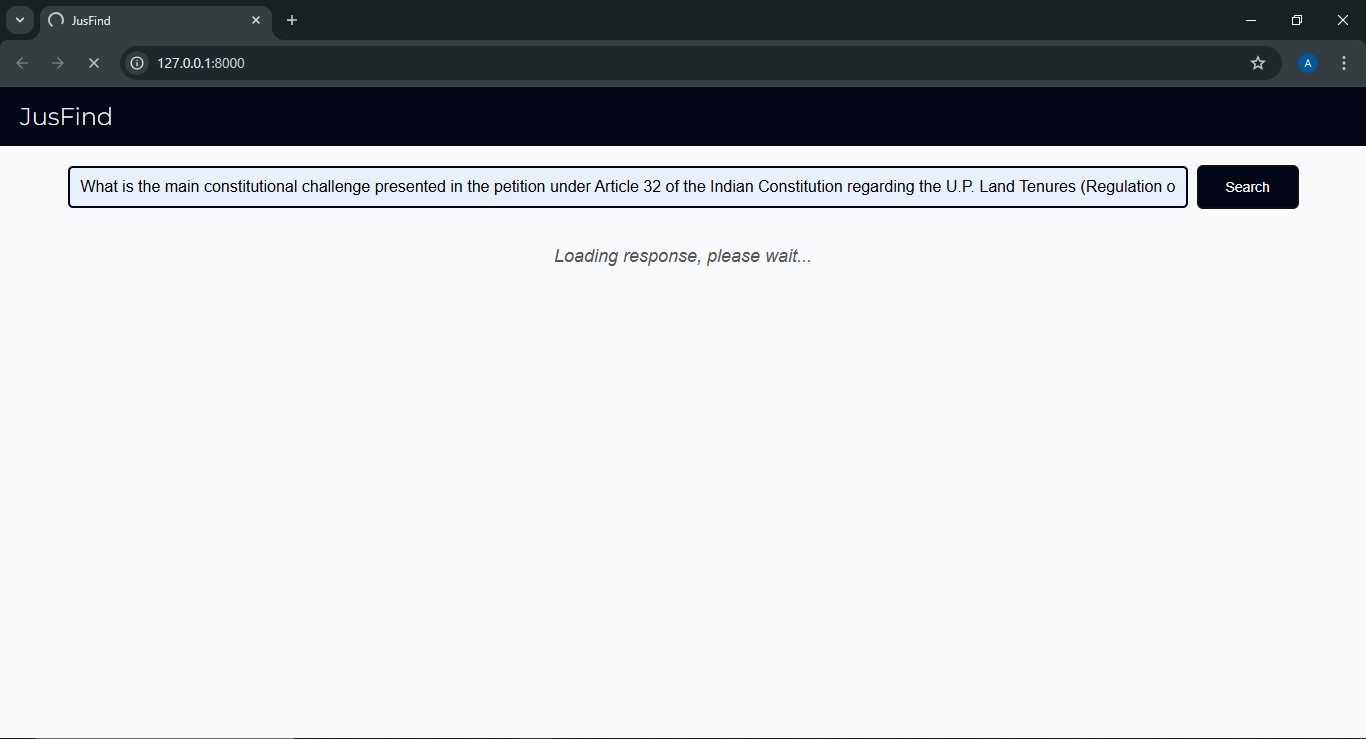 JusFind
127.0.0.1:8000
A
JusFind
What is the main constitutional challenge presented in the petition under Article 32 of the Indian Constitution regarding the U.P. Land Tenures (Regulation o
Search
Loading response, please wait...